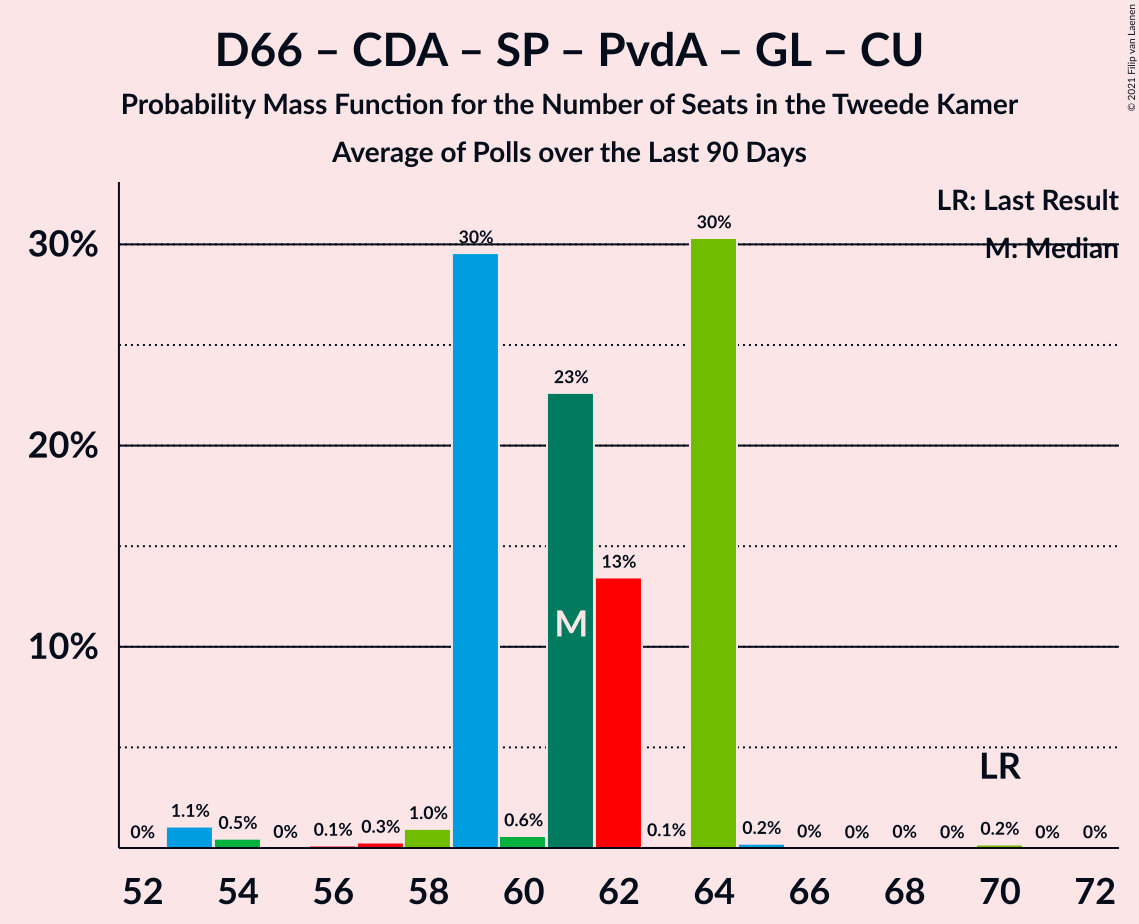 D66 – CDA – SP – PvdA – GL – CU
Probability Mass Function for the Number of Seats in the Tweede Kamer
Average of Polls over the Last 90 Days
© 2021 Filip van Laenen
LR: Last Result
M: Median
30%
20%
10%
0%
1.1%
0.5%
0%
0.1%
0.3%
1.0%
30%
0.6%
23%
13%
0.1%
30%
0.2%
0%
0%
0%
0%
0.2%
0%
0%
M
LR
52 54 56 58 60 62 64 66 68 70 72